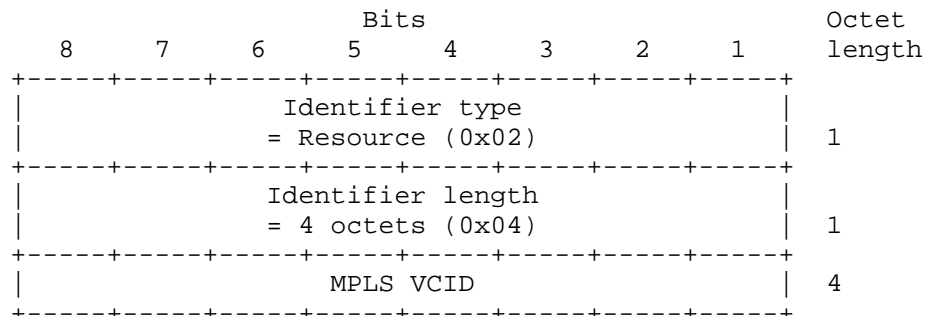 Bits                        Octet
   8     7     6     5     4     3     2     1      length
+-----+-----+-----+-----+-----+-----+-----+-----+
|                Identifier type                |
|               = Resource (0x02)               |  1
+-----+-----+-----+-----+-----+-----+-----+-----+
|               Identifier length               |
|               = 4 octets (0x04)               |  1
+-----+-----+-----+-----+-----+-----+-----+-----+
|                   MPLS VCID                   |  4
+-----+-----+-----+-----+-----+-----+-----+-----+